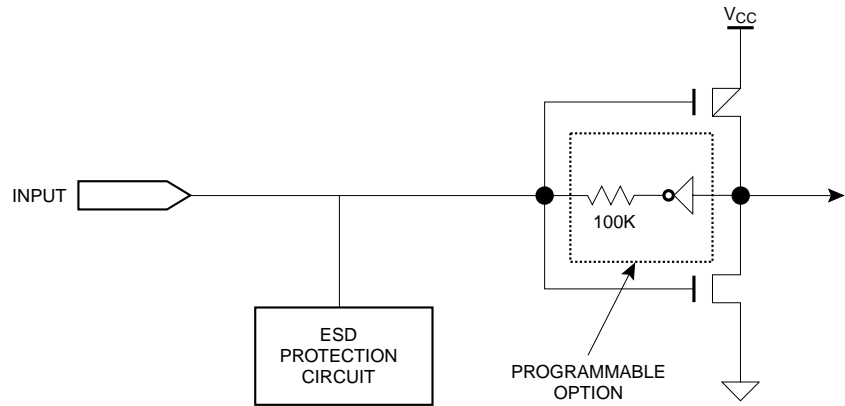 VCC
INPUT
100K
ESD
PROTECTION
CIRCUIT
PROGRAMMABLE
OPTION